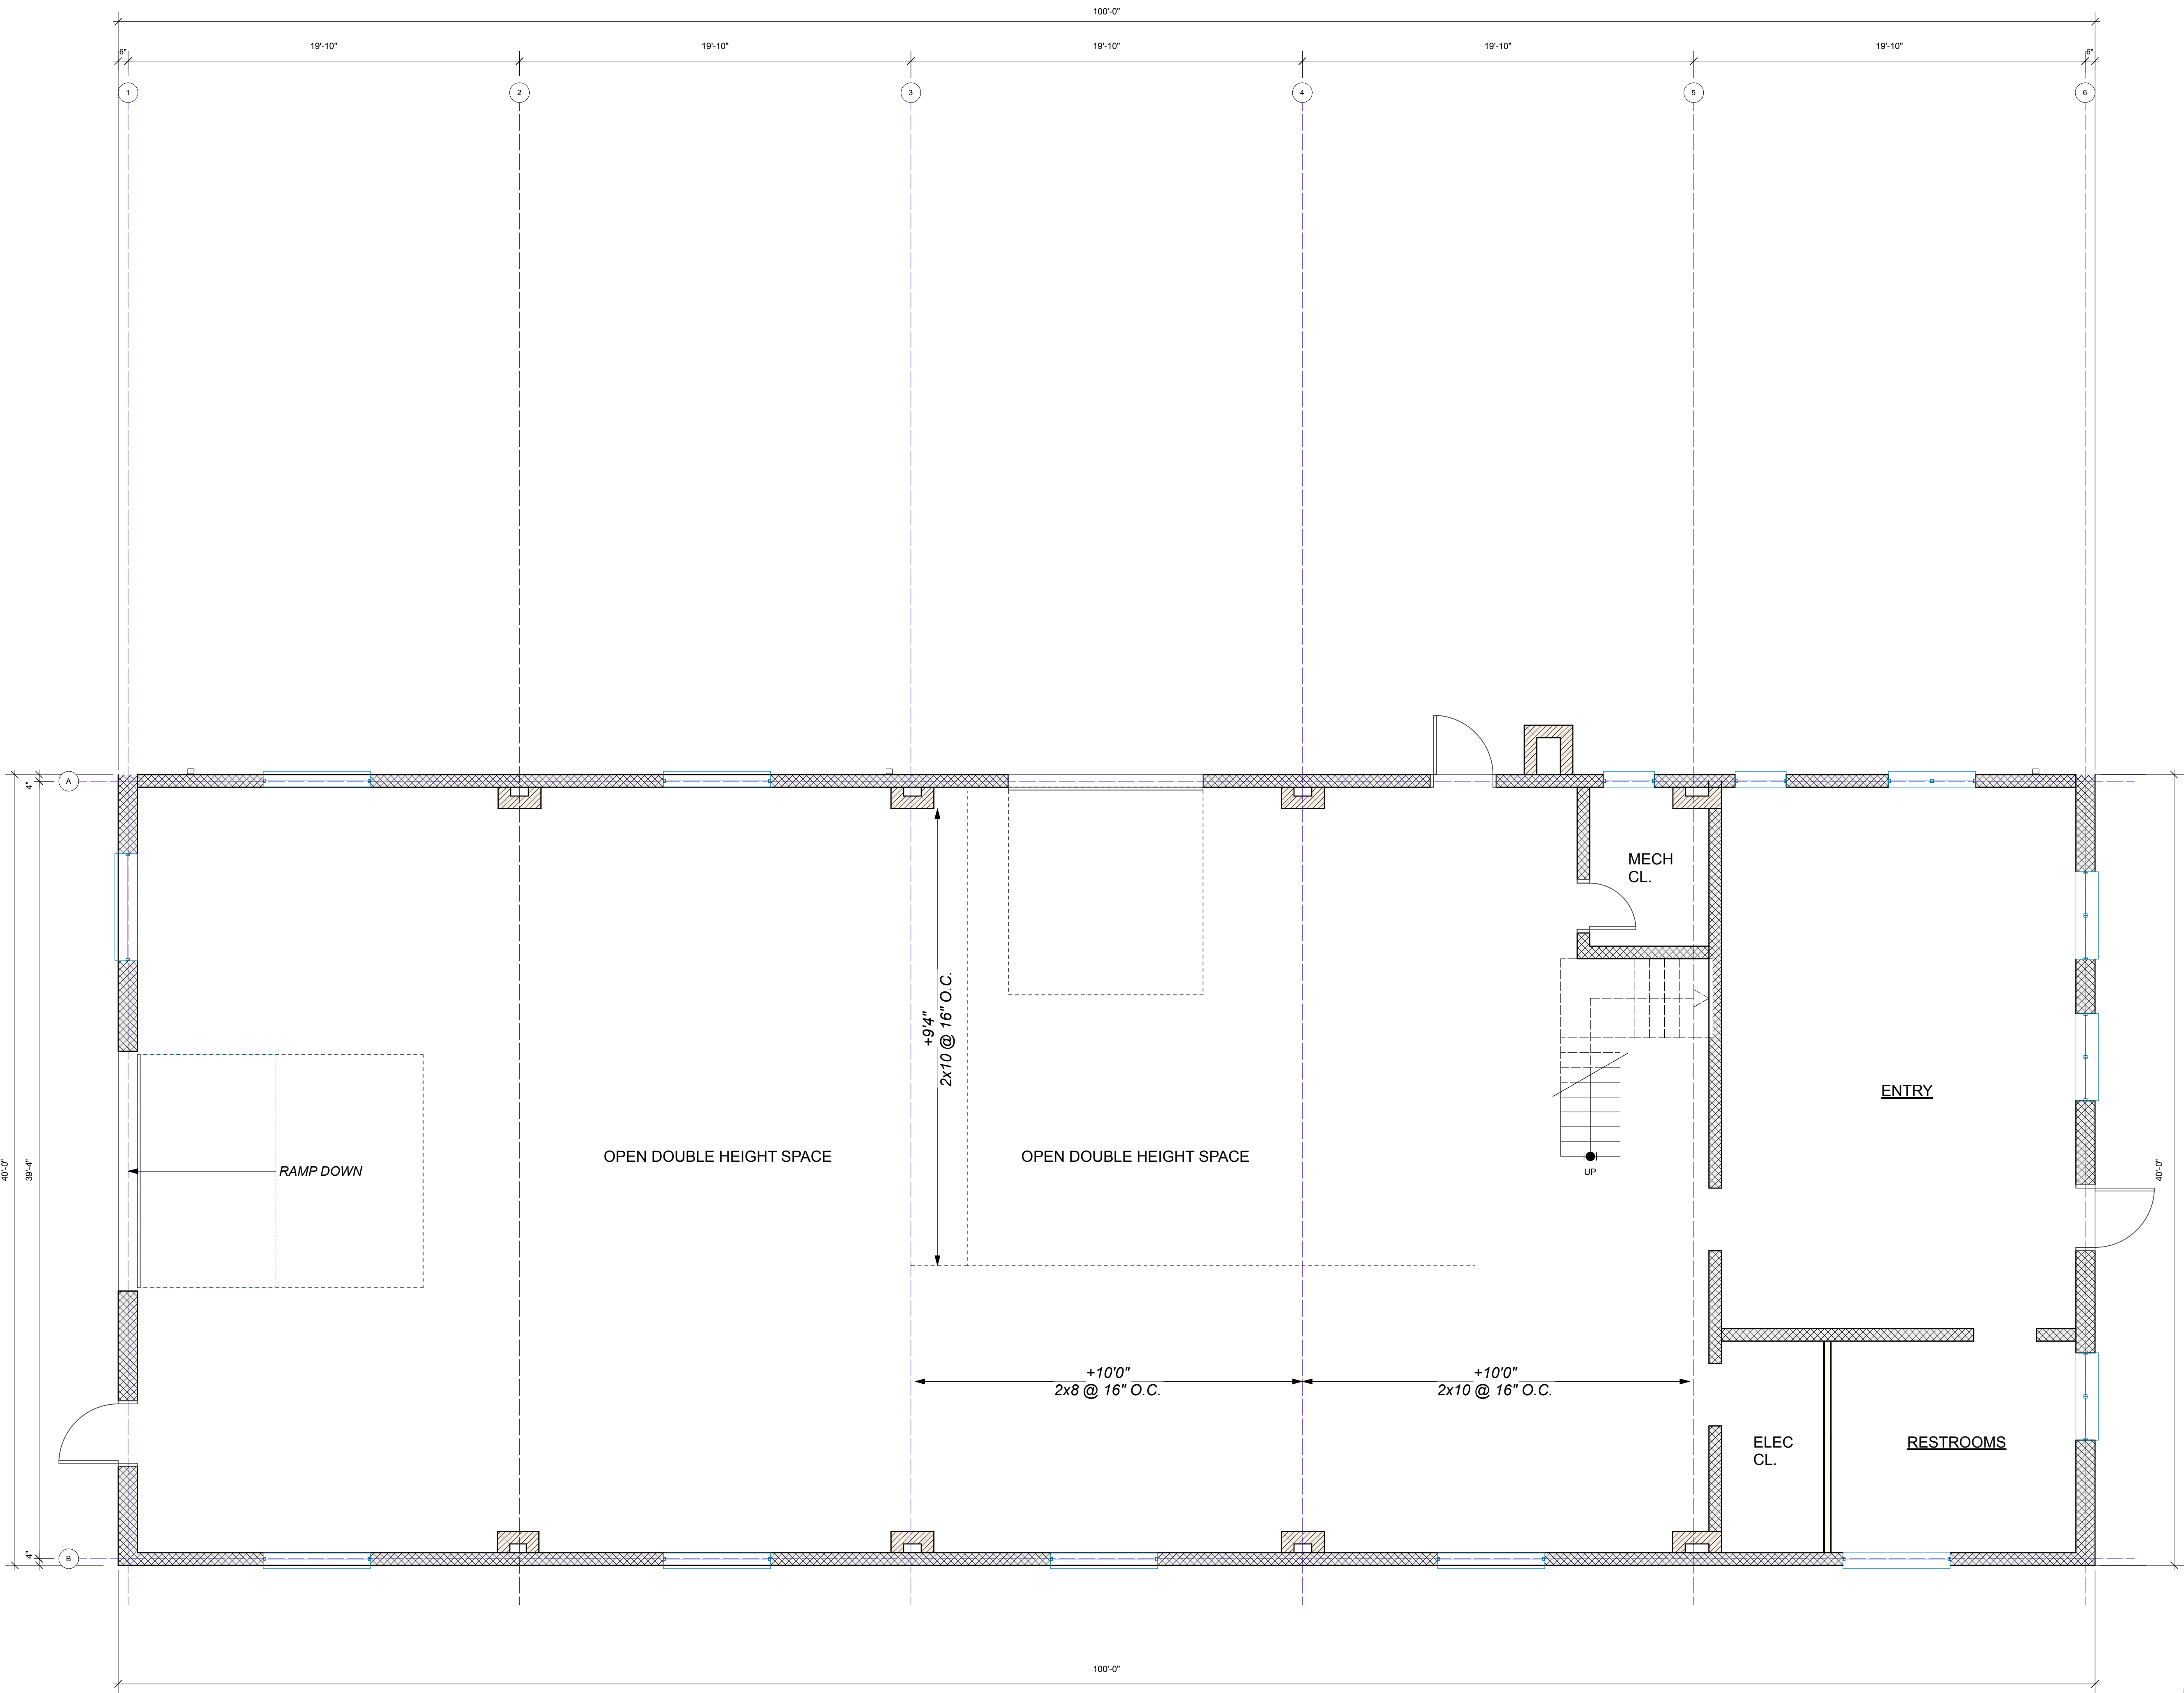 100'-0"
6"
19'-10"
19'-10"
19'-10"
19'-10"
19'-10"
6"
1
2
3
4
5
6
A
4"
MECH
CL.
+9'4"
2x10 @ 16" O.C.
ENTRY
OPEN DOUBLE HEIGHT SPACE
OPEN DOUBLE HEIGHT SPACE
RAMP DOWN
UP
40'-0"
39'-4"
40'-0"
+10'0"
2x8 @ 16" O.C.
+10'0"
2x10 @ 16" O.C.
ELEC
CL.
RESTROOMS
4"
B
100'-0"